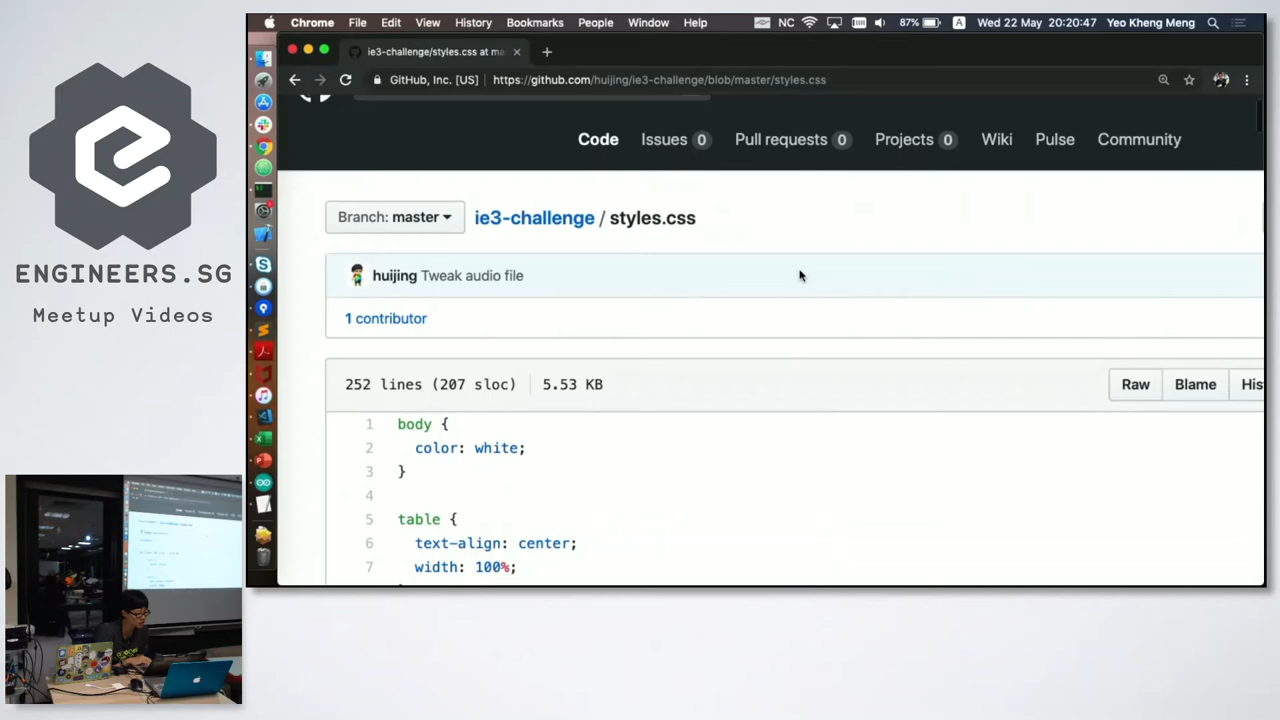 Chrome File Edit View History Bookmarks People Window Help NC 87% A Wed 22 May 20:20:47 Yeo Kheng Meng
ie3-challenge/styles.css at ma
GitHub, Inc. [US] https://github.com/huijing/ie3-challenge/blob/master/styles.css
Code Issues 0 Pull requests 0 Projects 0 Wiki Pulse Community
Branch: master ie3-challenge / styles.css
huijing Tweak audio file
1 contributor
252 lines (207 sloc) 5.53 KB Raw Blame His
1 body {
2 color: white;
3 }
4
5 table {
6 text-align: center;
7 width: 100%;
ENGINEERS.SG
Meetup Videos